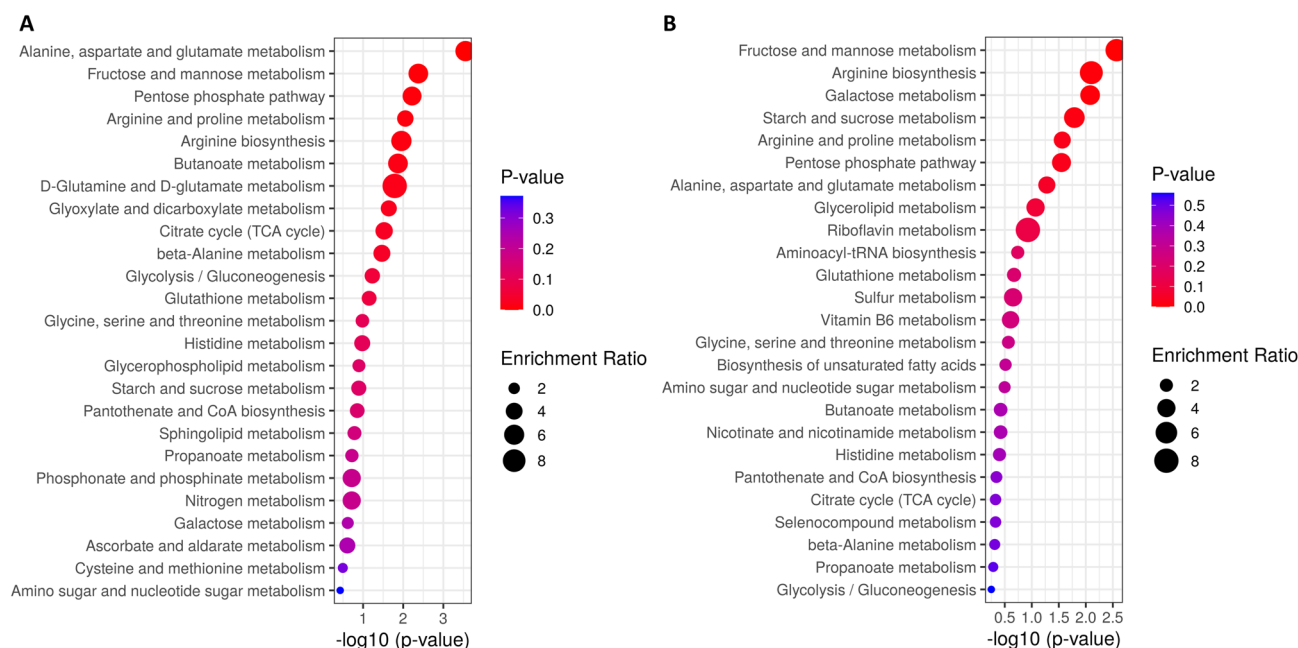 A
Alanine, aspartate and glutamate metabolism
Fructose and mannose metabolism
Pentose phosphate pathway
Arginine and proline metabolism
Arginine biosynthesis
Butanoate metabolism
D-Glutamine and D-glutamate metabolism
Glyoxylate and dicarboxylate metabolism
Citrate cycle (TCA cycle)
beta-Alanine metabolism
Glycolysis / Gluconeogenesis
Glutathione metabolism
Glycine, serine and threonine metabolism
Histidine metabolism
Glycerophospholipid metabolism
Starch and sucrose metabolism
Pantothenate and CoA biosynthesis
Sphingolipid metabolism
Propanoate metabolism
Phosphonate and phosphinate metabolism
Nitrogen metabolism
Galactose metabolism
Ascorbate and aldarate metabolism
Cysteine and methionine metabolism
Amino sugar and nucleotide sugar metabolism
1 2 3
-log10 (p-value)
P-value
0.3
0.2
0.1
0.0
Enrichment Ratio
2
4
6
8
B
Fructose and mannose metabolism
Arginine biosynthesis
Galactose metabolism
Starch and sucrose metabolism
Arginine and proline metabolism
Pentose phosphate pathway
Alanine, aspartate and glutamate metabolism
Glycerolipid metabolism
Riboflavin metabolism
Aminoacyl-tRNA biosynthesis
Glutathione metabolism
Sulfur metabolism
Vitamin B6 metabolism
Glycine, serine and threonine metabolism
Biosynthesis of unsaturated fatty acids
Amino sugar and nucleotide sugar metabolism
Butanoate metabolism
Nicotinate and nicotinamide metabolism
Histidine metabolism
Pantothenate and CoA biosynthesis
Citrate cycle (TCA cycle)
Selenocompound metabolism
beta-Alanine metabolism
Propanoate metabolism
Glycolysis / Gluconeogenesis
0.5 1.0 1.5 2.0 2.5
-log10 (p-value)
P-value
0.5
0.4
0.3
0.2
0.1
0.0
Enrichment Ratio
2
4
6
8